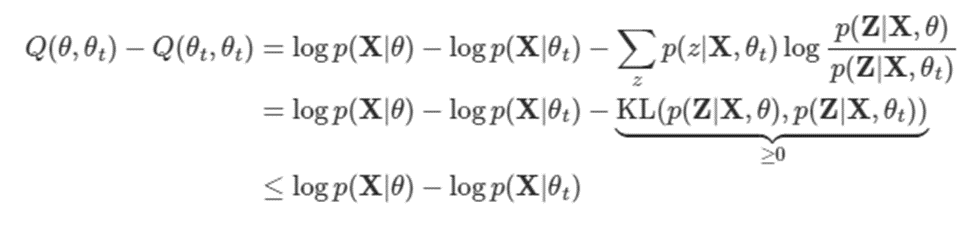 Q(θ, θ_t) − Q(θ_t, θ_t) = log p(𝐗|θ) − log p(𝐗|θ_t) − ∑_z p(z|𝐗, θ_t) log p(𝐙|𝐗, θ) / p(𝐙|𝐗, θ_t)
= log p(𝐗|θ) − log p(𝐗|θ_t) − KL(p(𝐙|𝐗, θ), p(𝐙|𝐗, θ_t))
≥0
≤ log p(𝐗|θ) − log p(𝐗|θ_t)